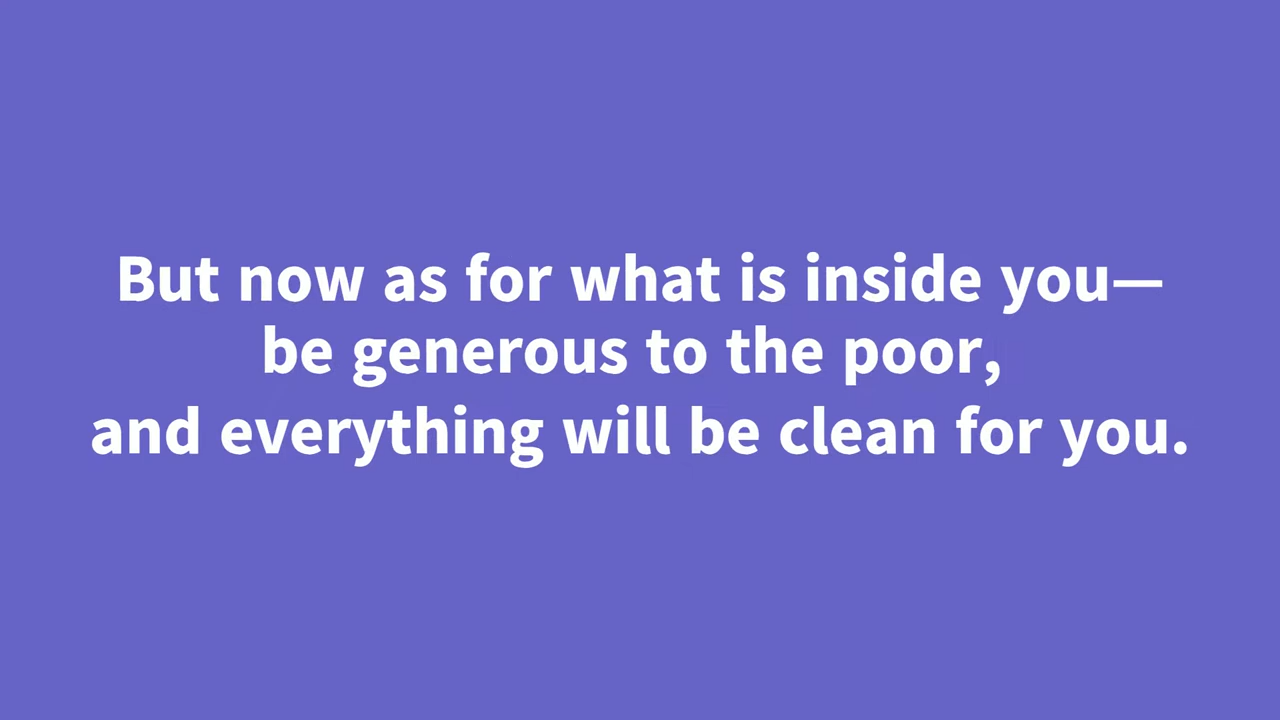 But now as for what is inside you—
be generous to the poor,
and everything will be clean for you.